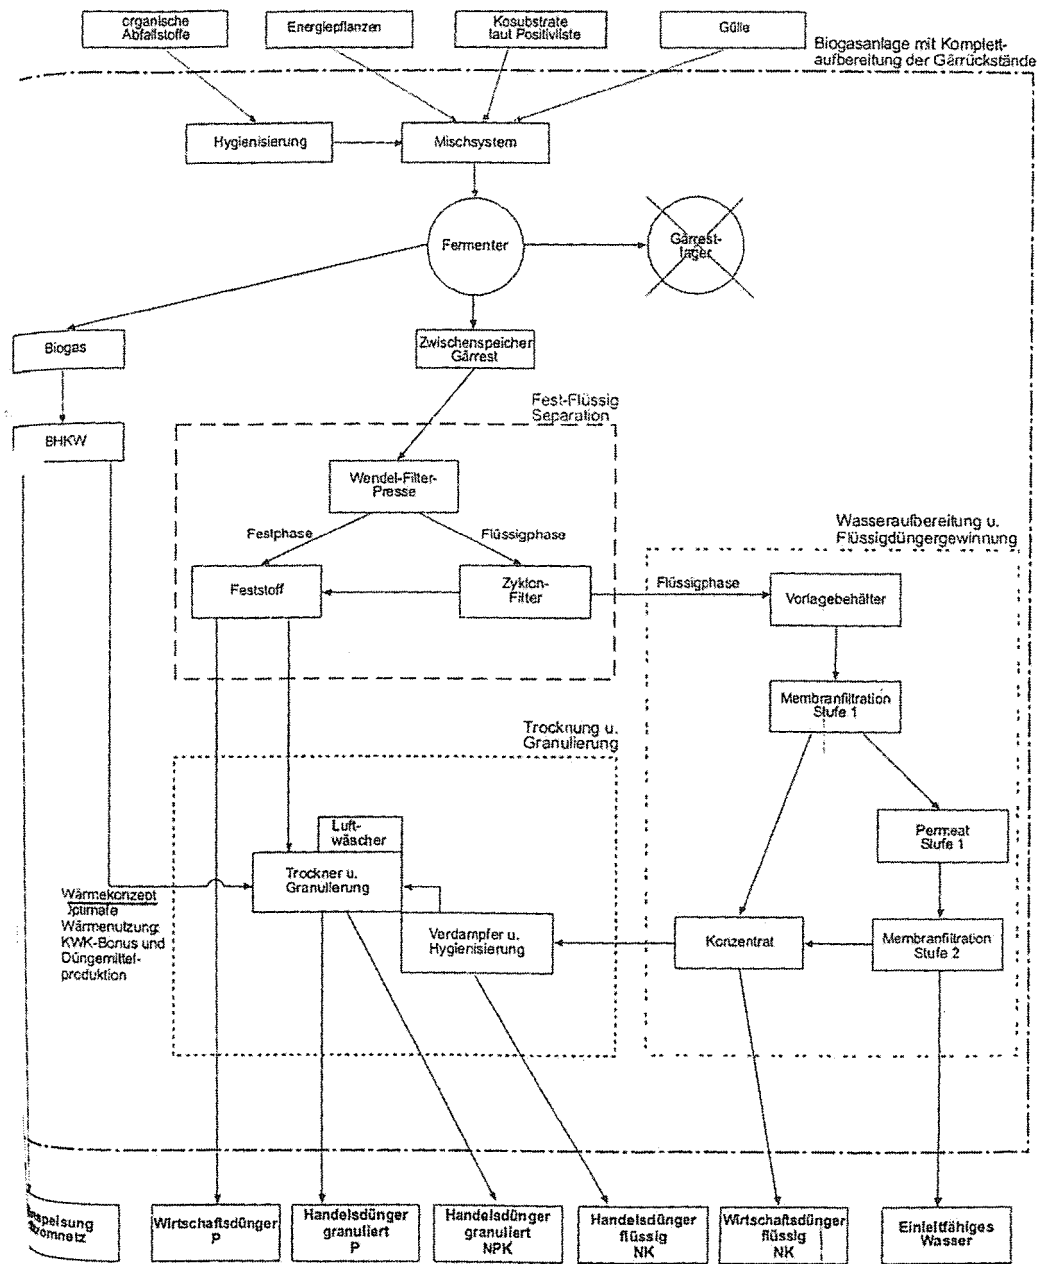 organische
Abfallstoffe
Energiepflanzen
Kosubstrate
laut Positivliste
Gülle
Biogasanlage mit Komplett-
aufbereitung der Gärrückstände
Hygienisierung
Mischsystem
Fermenter
Gärrest-
lager
Biogas
Zwischenspeicher
Gärrest
BHKW
Fest-Flüssig
Separation
Wendel-Filter-
Presse
Festphase
Flüssigphase
Feststoff
Zyklon-
Filter
Wasseraufbereitung u.
Flüssigdüngergewinnung
Flüssigphase
Vorlagebehälter
Membranfiltration
Stufe 1
Trocknung u.
Granulierung
Luft-
wäscher
Trockner u.
Granulierung
Permeat
Stufe 1
Wärmekonzept
Wärmenutzung:
KWK-Bonus und
Düngemittel-
produktion
Verdampfer u.
Hygienisierung
Konzentrat
Membranfiltration
Stufe 2
Wirtschaftsdünger
P
Handelsdünger
granuliert
P
Handelsdünger
granuliert
NPK
Handelsdünger
flüssig
NK
Wirtschaftsdünger
flüssig
NK
Einleitfähiges
Wasser